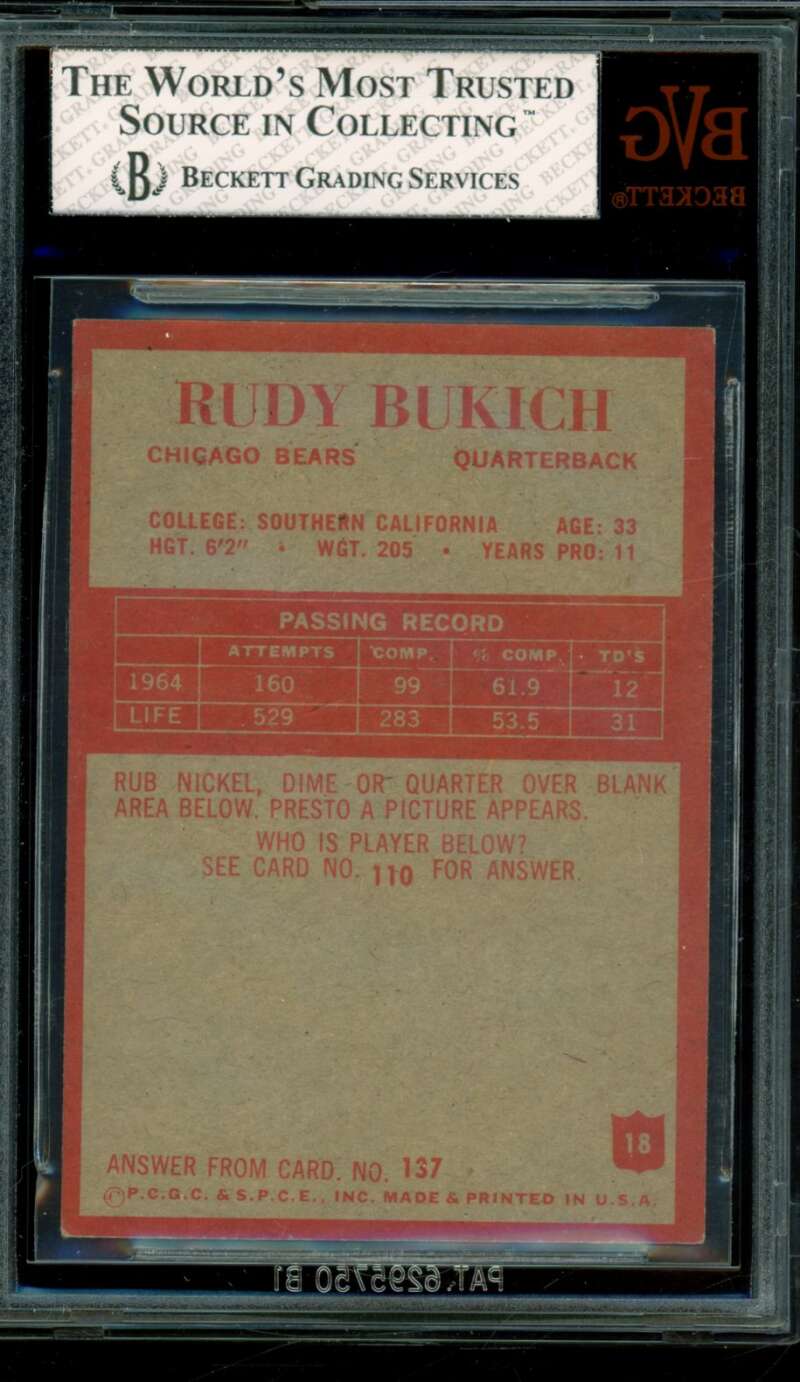 THE WORLD'S MOST TRUSTED
SOURCE IN COLLECTING™
B BECKETT GRADING SERVICES
BVG
BECKETT®
RUDY BUKICH
CHICAGO BEARS QUARTERBACK
COLLEGE: SOUTHERN CALIFORNIA AGE: 33
HGT. 6'2" • WGT. 205 • YEARS PRO: 11
PASSING RECORD
ATTEMPTS COMP. % COMP. TD'S
1964 160 99 61.9 12
LIFE 529 283 53.5 31
RUB NICKEL, DIME OR QUARTER OVER BLANK
AREA BELOW. PRESTO A PICTURE APPEARS.
WHO IS PLAYER BELOW?
SEE CARD NO. 110 FOR ANSWER.
18
ANSWER FROM CARD. NO. 137
©P.C.G.C. & S.P.C.E., INC. MADE & PRINTED IN U.S.A.
PAT. 6295750 B1